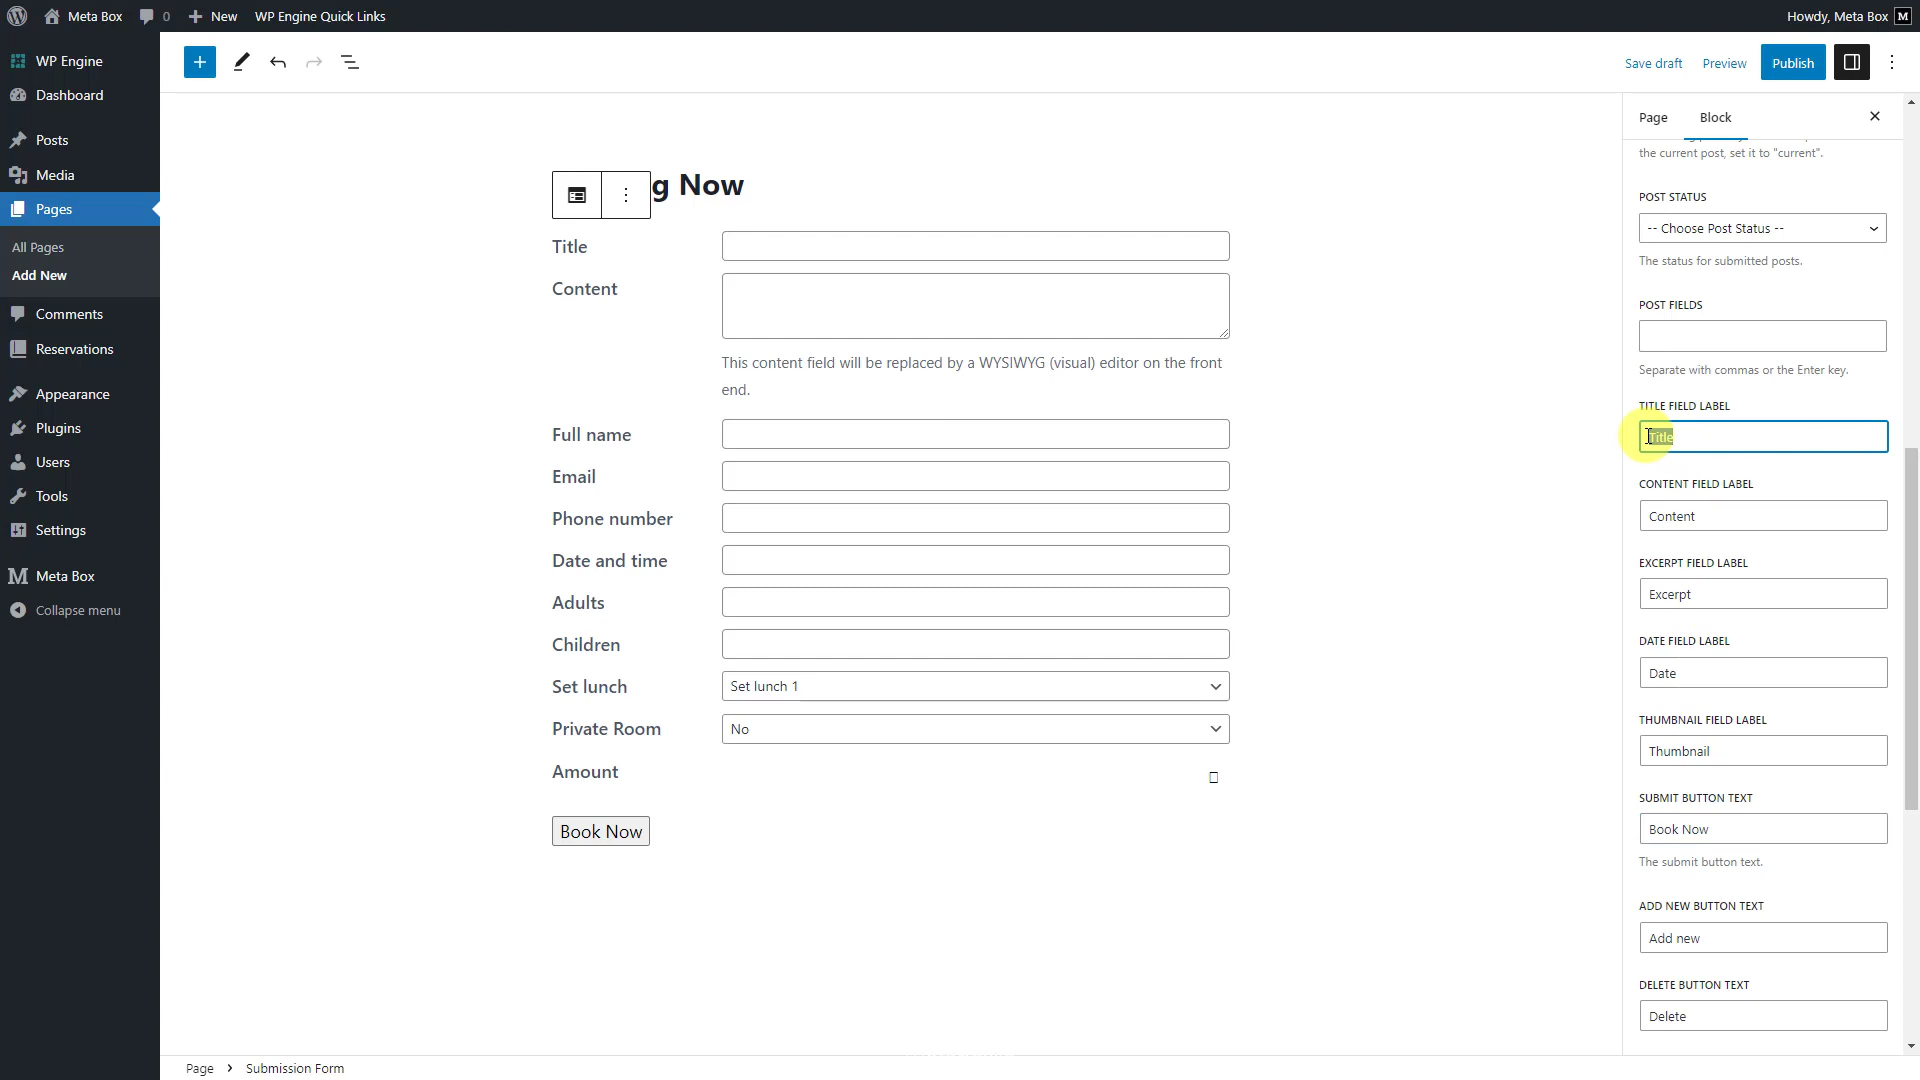 Meta Box
0
New
WP Engine Quick Links
Howdy, Meta Box
M
WP Engine
Dashboard
Posts
Media
Pages
All Pages
Add New
Comments
Reservations
Appearance
Plugins
Users
Tools
Settings
M Meta Box
Collapse menu
Save draft
Preview
Publish
g Now
Title
Content
This content field will be replaced by a WYSIWYG (visual) editor on the front
end.
Full name
Email
Phone number
Date and time
Adults
Children
Set lunch
Set lunch 1
Private Room
No
Amount
Book Now
Page
Block
the current post, set it to "current".
POST STATUS
-- Choose Post Status --
The status for submitted posts.
POST FIELDS
Separate with commas or the Enter key.
TITLE FIELD LABEL
Title
CONTENT FIELD LABEL
Content
EXCERPT FIELD LABEL
Excerpt
DATE FIELD LABEL
Date
THUMBNAIL FIELD LABEL
Thumbnail
SUBMIT BUTTON TEXT
Book Now
The submit button text.
ADD NEW BUTTON TEXT
Add new
DELETE BUTTON TEXT
Delete
Page
Submission Form